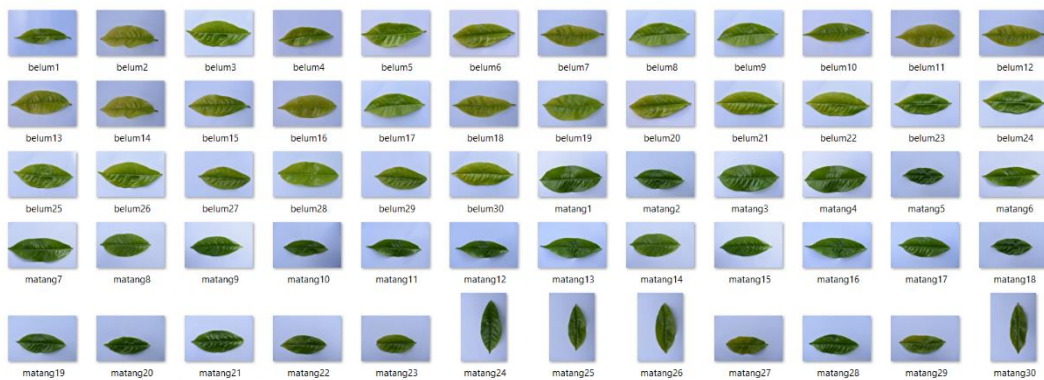 belum1 belum2 belum3 belum4 belum5 belum6 belum7 belum8 belum9 belum10 belum11 belum12
belum13 belum14 belum15 belum16 belum17 belum18 belum19 belum20 belum21 belum22 belum23 belum24
belum25 belum26 belum27 belum28 belum29 belum30 matang1 matang2 matang3 matang4 matang5 matang6
matang7 matang8 matang9 matang10 matang11 matang12 matang13 matang14 matang15 matang16 matang17 matang18
matang19 matang20 matang21 matang22 matang23 matang24 matang25 matang26 matang27 matang28 matang29 matang30